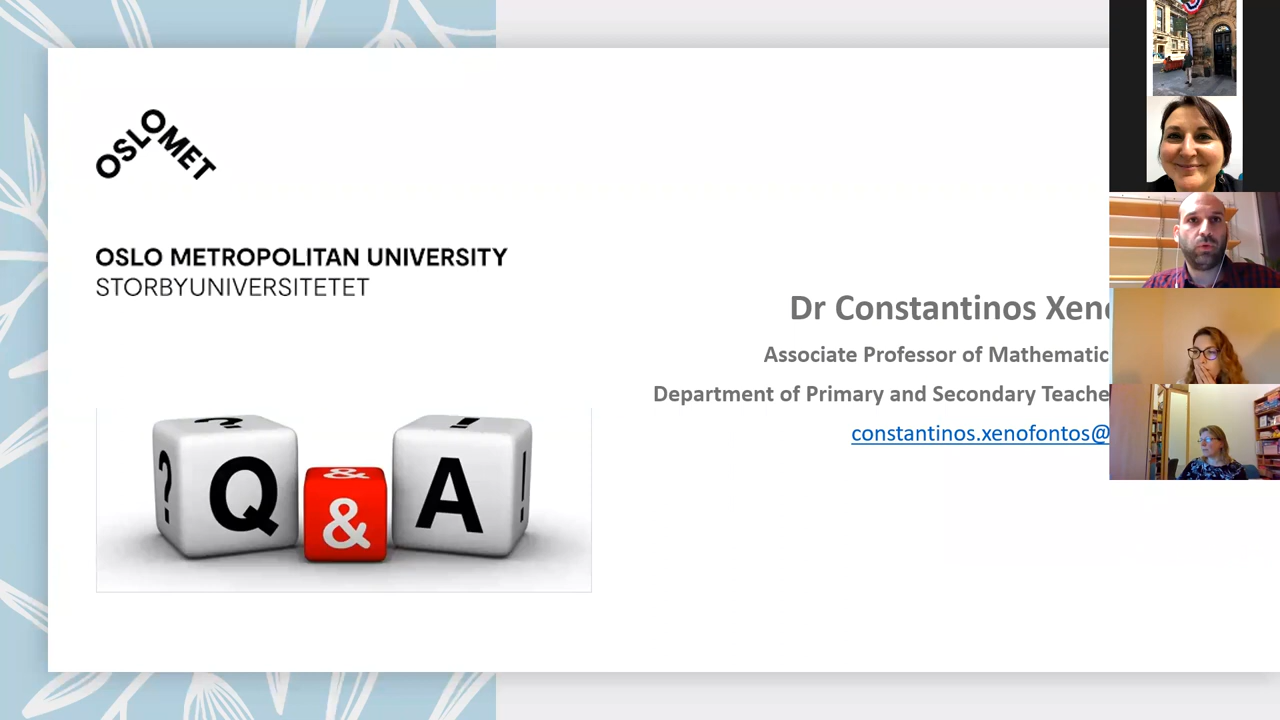 OSLOMET
OSLO METROPOLITAN UNIVERSITY
STORBYUNIVERSITETET
Dr Constantinos Xeno
Associate Professor of Mathematic
Department of Primary and Secondary Teache
constantinos.xenofontos@
? ! &
? Q & A !